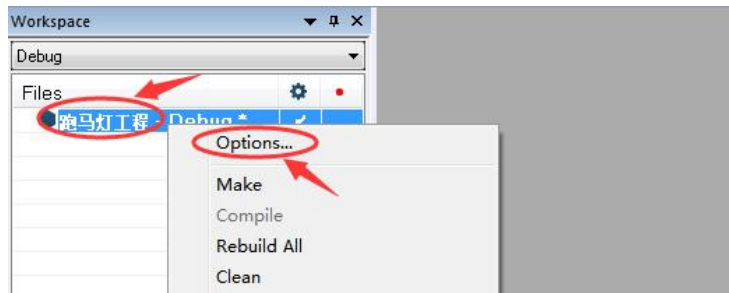 Workspace
Debug
Files
跑马灯工程 - Debug *
Options...
Make
Compile
Rebuild All
Clean